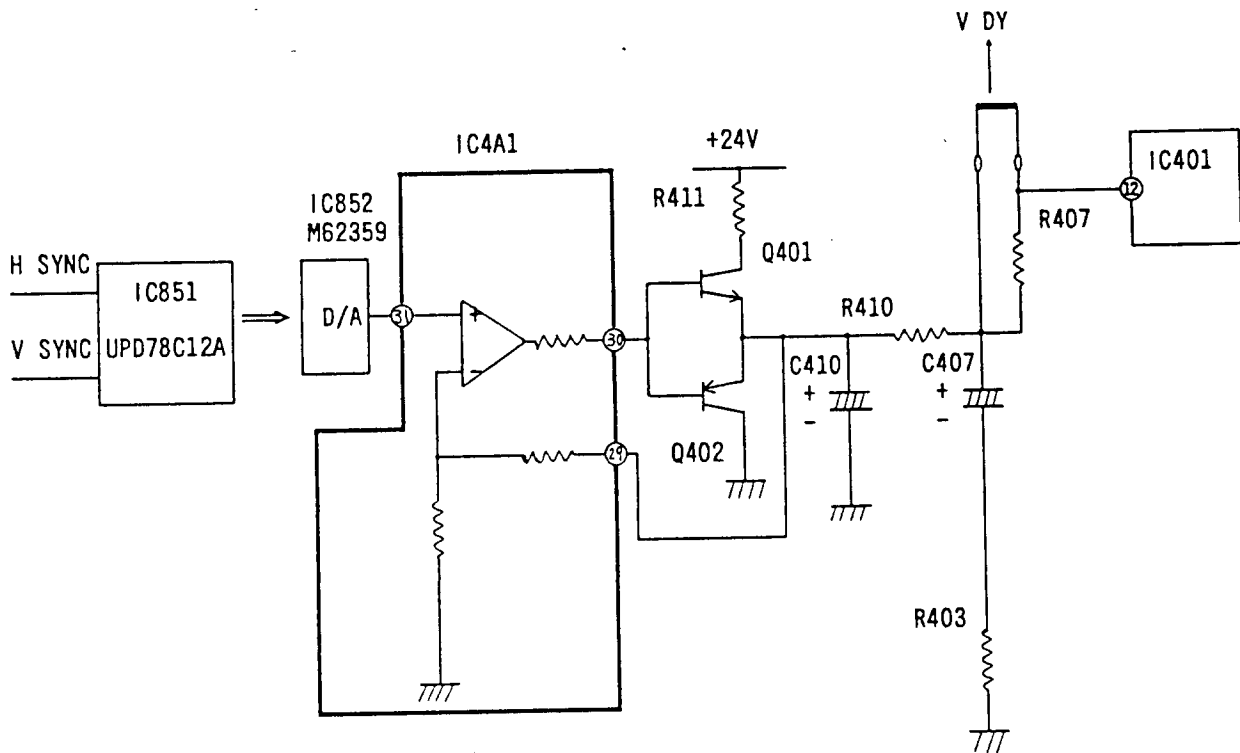 V DY
IC4A1
+24V
IC401
12
R411
R407
IC852
M62359
H SYNC
Q401
IC851
D/A
31
R410
30
V SYNC
UPD78C12A
C410
C407
+
-
+
-
+
-
Q402
29
R403